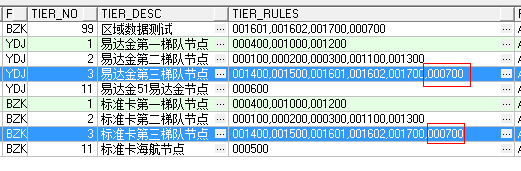 F TIER_NO TIER_DESC TIER_RULES
BZK 99 区域数据测试 ... 001601,001602,001700,000700 ...
YDJ 1 易达金第一梯队节点 ... 000400,001000,001200 ...
YDJ 2 易达金第二梯队节点 ... 000100,000200,000300,001100,001300 ...
YDJ 3 易达金第三梯队节点 ... 001400,001500,001601,001602,001700,000700 ...
YDJ 11 易达金51易达金节点 ... 000600 ...
BZK 1 标准卡第一梯队节点 ... 000400,001000,001200 ...
BZK 2 标准卡第二梯队节点 ... 000100,000200,000300,001100,001300 ...
BZK 3 标准卡第三梯队节点 ... 001400,001500,001601,001602,001700,000700 ...
BZK 11 标准卡海航节点 ... 000500 ...